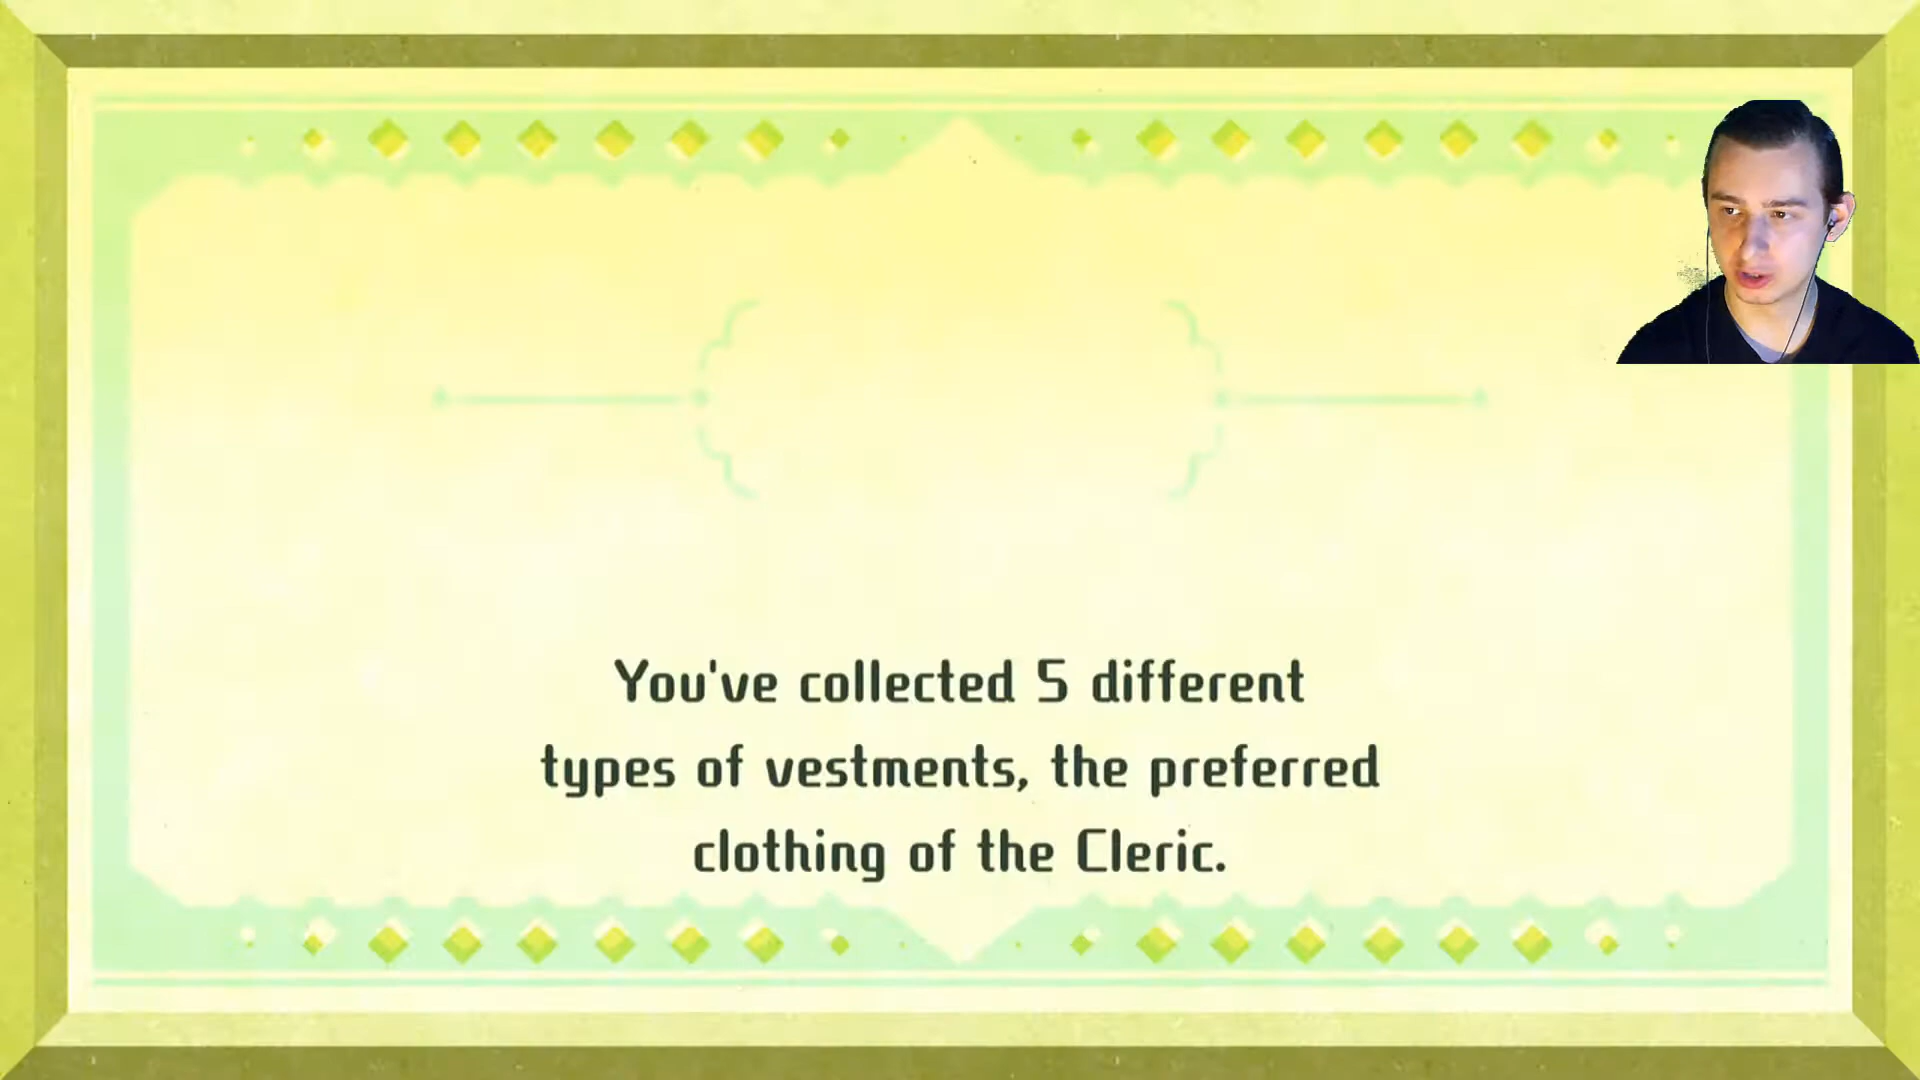 You've collected 5 different
types of vestments, the preferred
clothing of the Cleric.